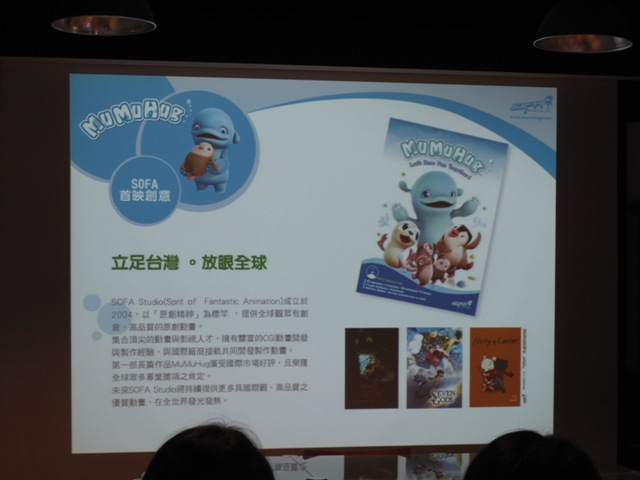 MuMuHuG
SOFA
首映創意
立足台灣 。放眼全球
SOFA Studio(Sprit of Fantastic Animation)成立於
2004，以「原創精神」為標竿，提供全球觀眾有創
意、高品質的原創動畫。
集合頂尖的動畫與影視人才，擁有豐富的CGI動畫開發
與製作經驗，與國際廠商接軌共同開發製作動畫。
第一部長篇作品MuMuHug廣受國際市場好評，且榮獲
全球眾多專業獎項之肯定。
未來SOFA Studio將持續提供更多具國際觀、高品質之
優質動畫，在全世界發光發熱。
MuMuHuG
Let's Have Fun Together!